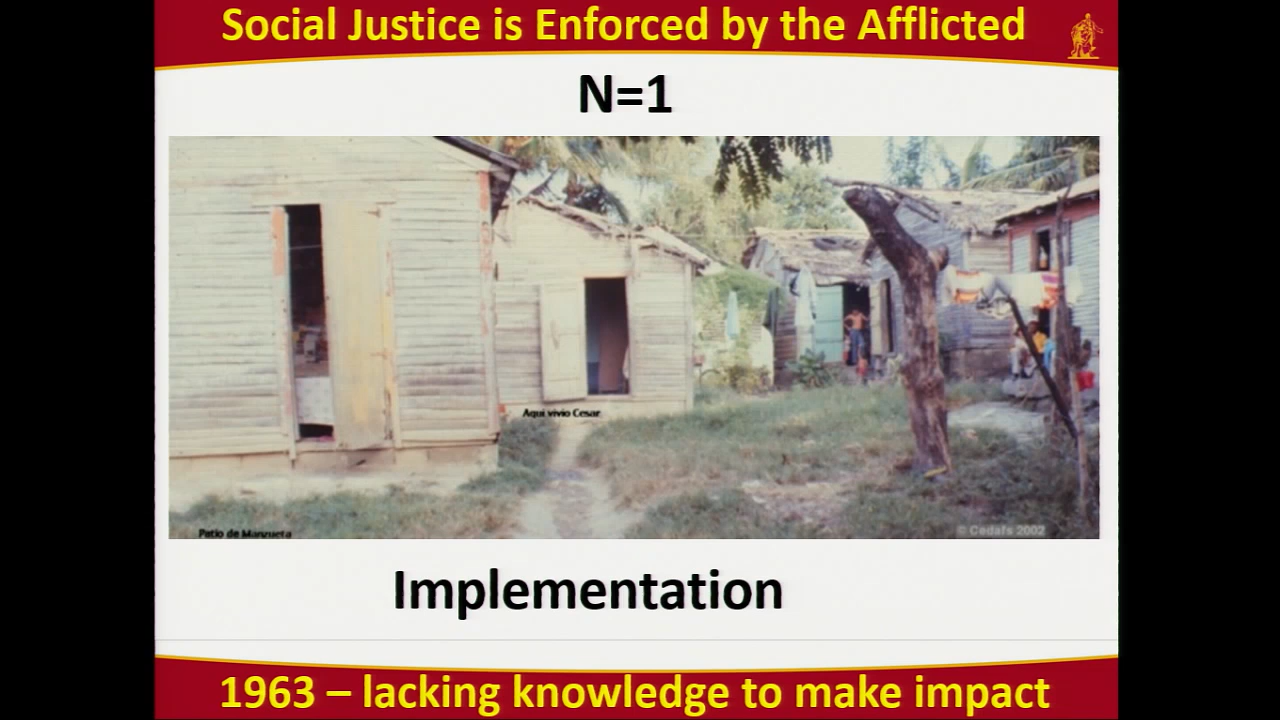 Social Justice is Enforced by the Afflicted
N=1
Aqui vivio Cesar
Patio de Manzueta
© Cedafs 2002
Implementation
1963 – lacking knowledge to make impact